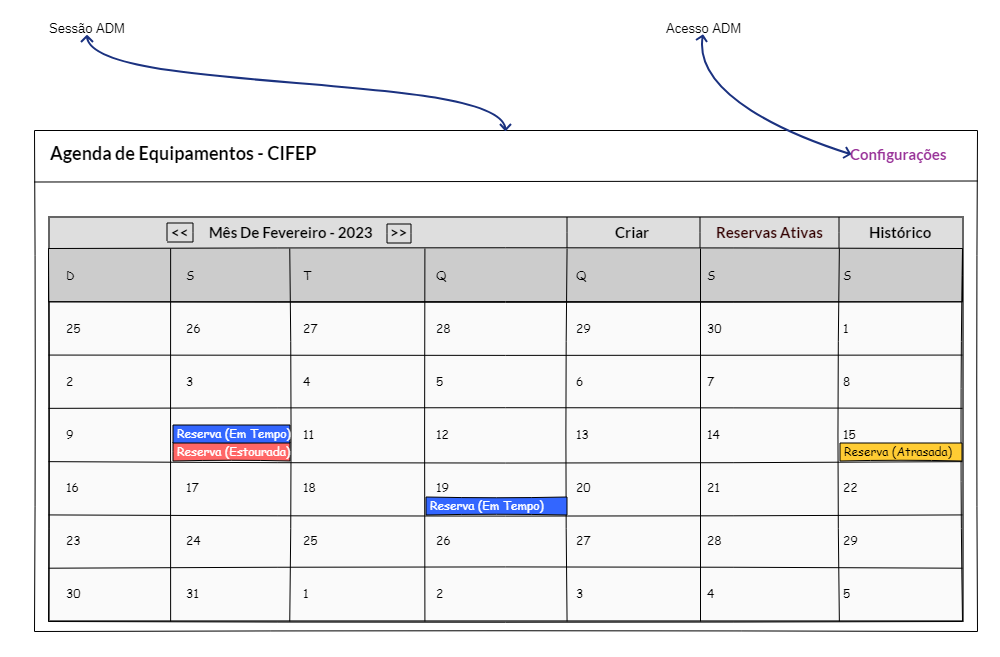 Sessão ADM Acesso ADM
Agenda de Equipamentos - CIFEP Configurações
<< Mês De Fevereiro - 2023 >> Criar Reservas Ativas Histórico
D S T Q Q S S
25 26 27 28 29 30 1
2 3 4 5 6 7 8
9 11 12 13 14 15
Reserva (Em Tempo)
Reserva (Estourada) Reserva (Atrasada)
16 17 18 19 20 21 22
Reserva (Em Tempo)
23 24 25 26 27 28 29
30 31 1 2 3 4 5